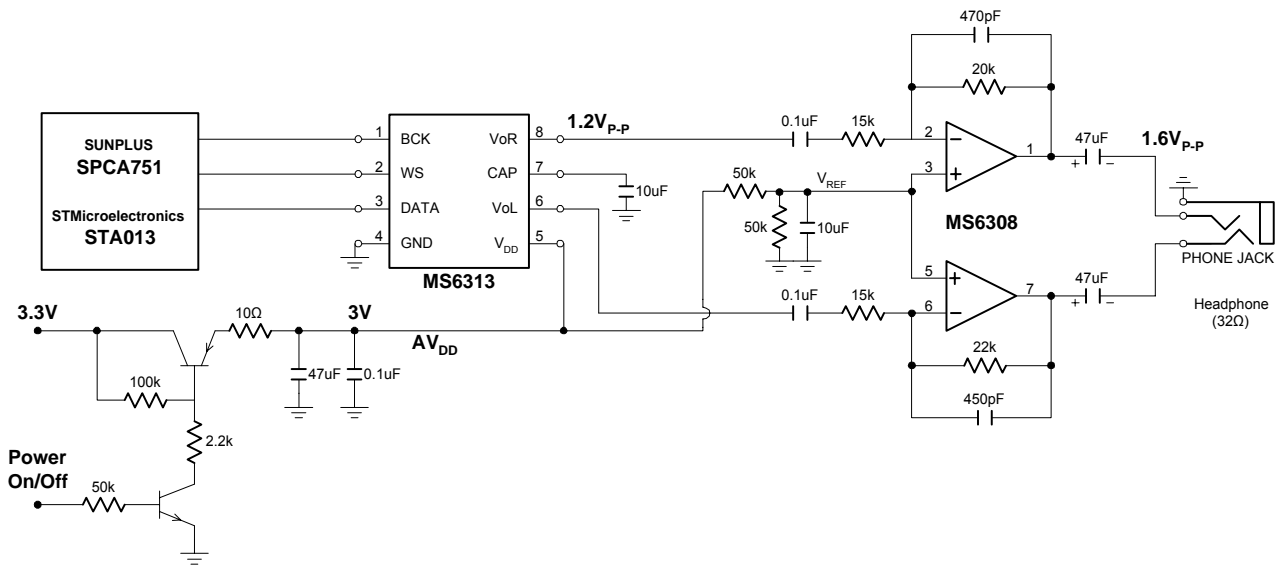 470pF
20k
SUNPLUS
SPCA751
STMicroelectronics
STA013
1 BCK VoR 8
2 WS CAP 7
3 DATA VoL 6
4 GND VDD 5
MS6313
1.2VP-P
10uF
0.1uF
15k
2
3
1
47uF
+ −
1.6VP-P
50k
VREF
50k
10uF
MS6308
PHONE JACK
Headphone
(32Ω)
0.1uF
15k
5
6
7
47uF
+ −
22k
450pF
3.3V
10Ω
3V
AVDD
47uF
0.1uF
100k
2.2k
Power
On/Off
50k